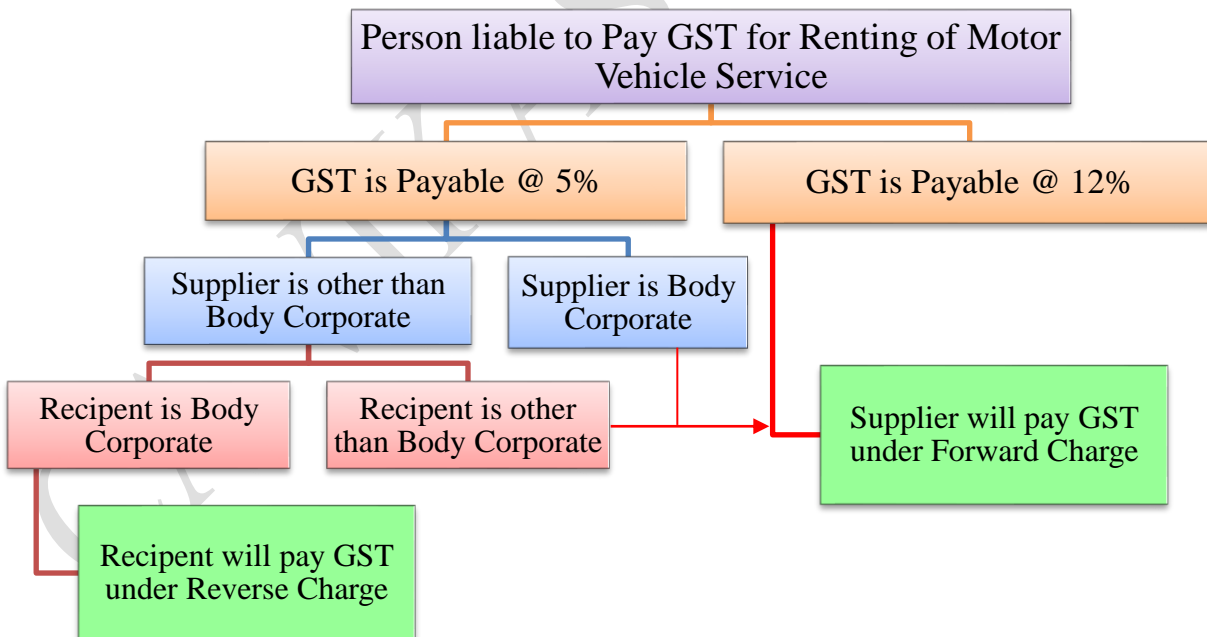 Person liable to Pay GST for Renting of Motor
Vehicle Service
GST is Payable @ 5%
GST is Payable @ 12%
Supplier is other than
Body Corporate
Supplier is Body
Corporate
Recipent is Body
Corporate
Recipent is other
than Body Corporate
Supplier will pay GST
under Forward Charge
Recipent will pay GST
under Reverse Charge